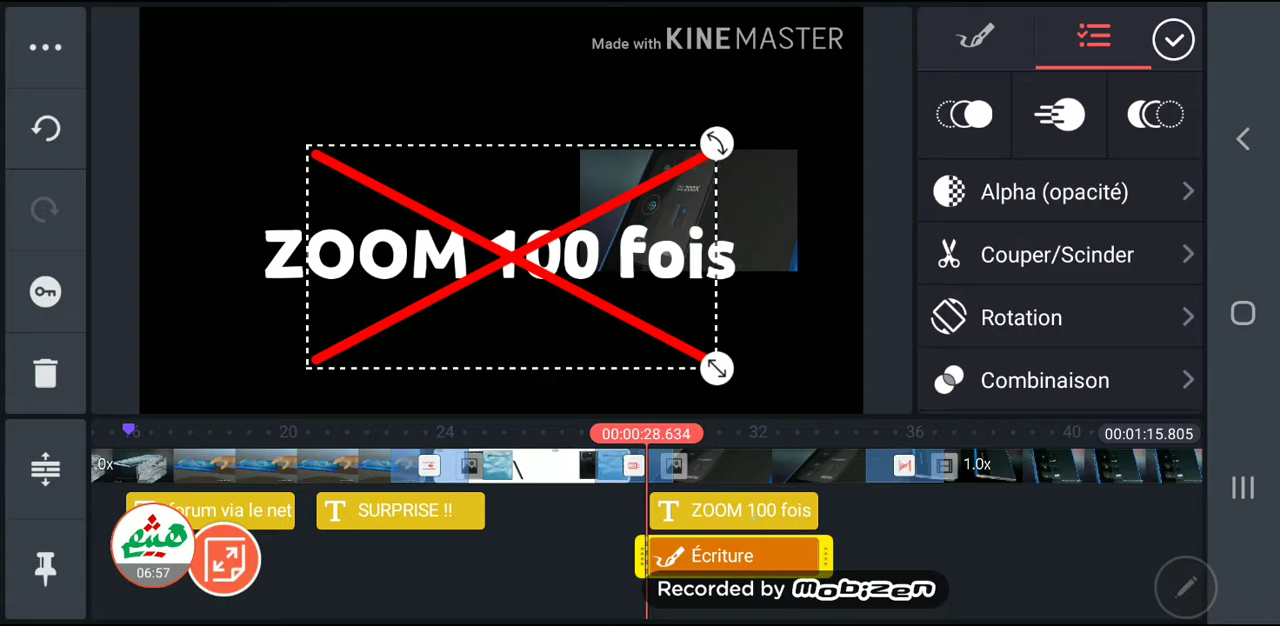 Made with KINEMASTER
200X
ZOOM 100 fois
Alpha (opacité)
Couper/Scinder
Rotation
Combinaison
20
24
00:00:28.634
32
36
40
00:01:15.805
.0x
1.0x
forum via le net
SURPRISE !!
ZOOM 100 fois
Écriture
06:57
Recorded by mobizen